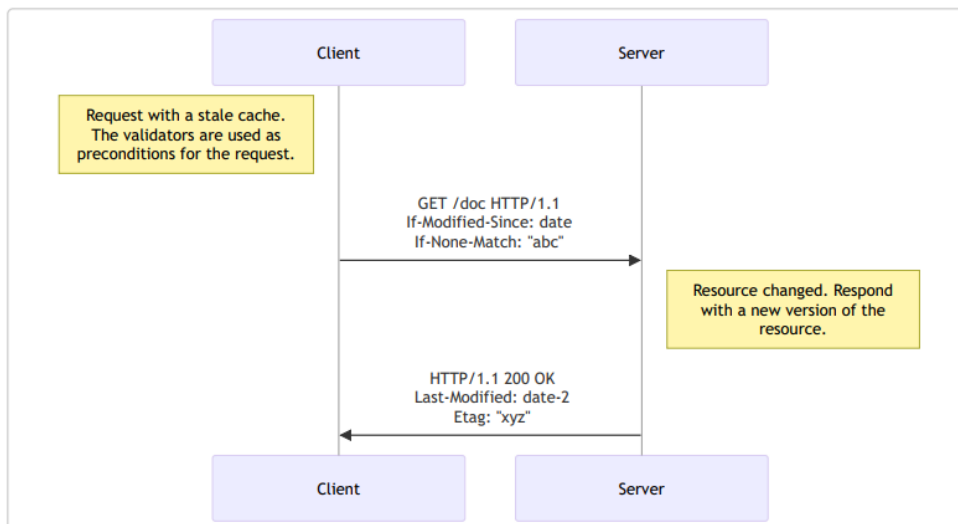 Client
Server
Request with a stale cache.
The validators are used as
preconditions for the request.
GET /doc HTTP/1.1
If-Modified-Since: date
If-None-Match: "abc"
Resource changed. Respond
with a new version of the
resource.
HTTP/1.1 200 OK
Last-Modified: date-2
Etag: "xyz"
Client
Server